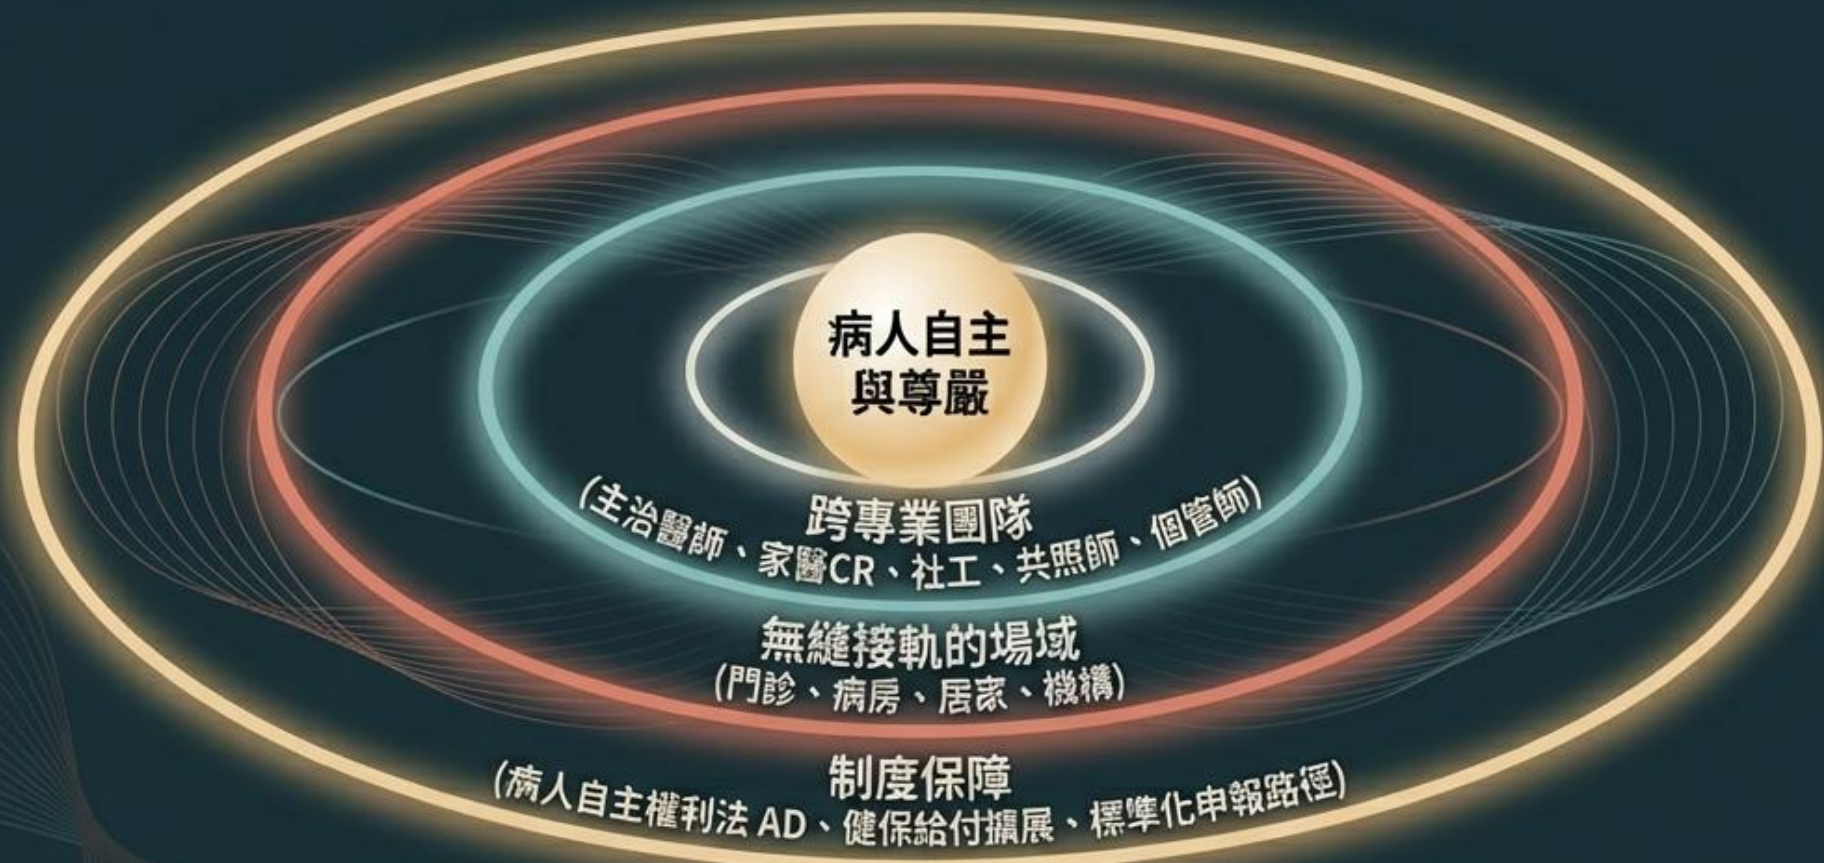 病人自主
與尊嚴
跨專業團隊
(主治醫師、家醫CR、社工、共照師、個管師)
無縫接軌的場域
(門診、病房、居家、機構)
制度保障
(病人自主權利法 AD、健保給付擴展、標準化申報路徑)